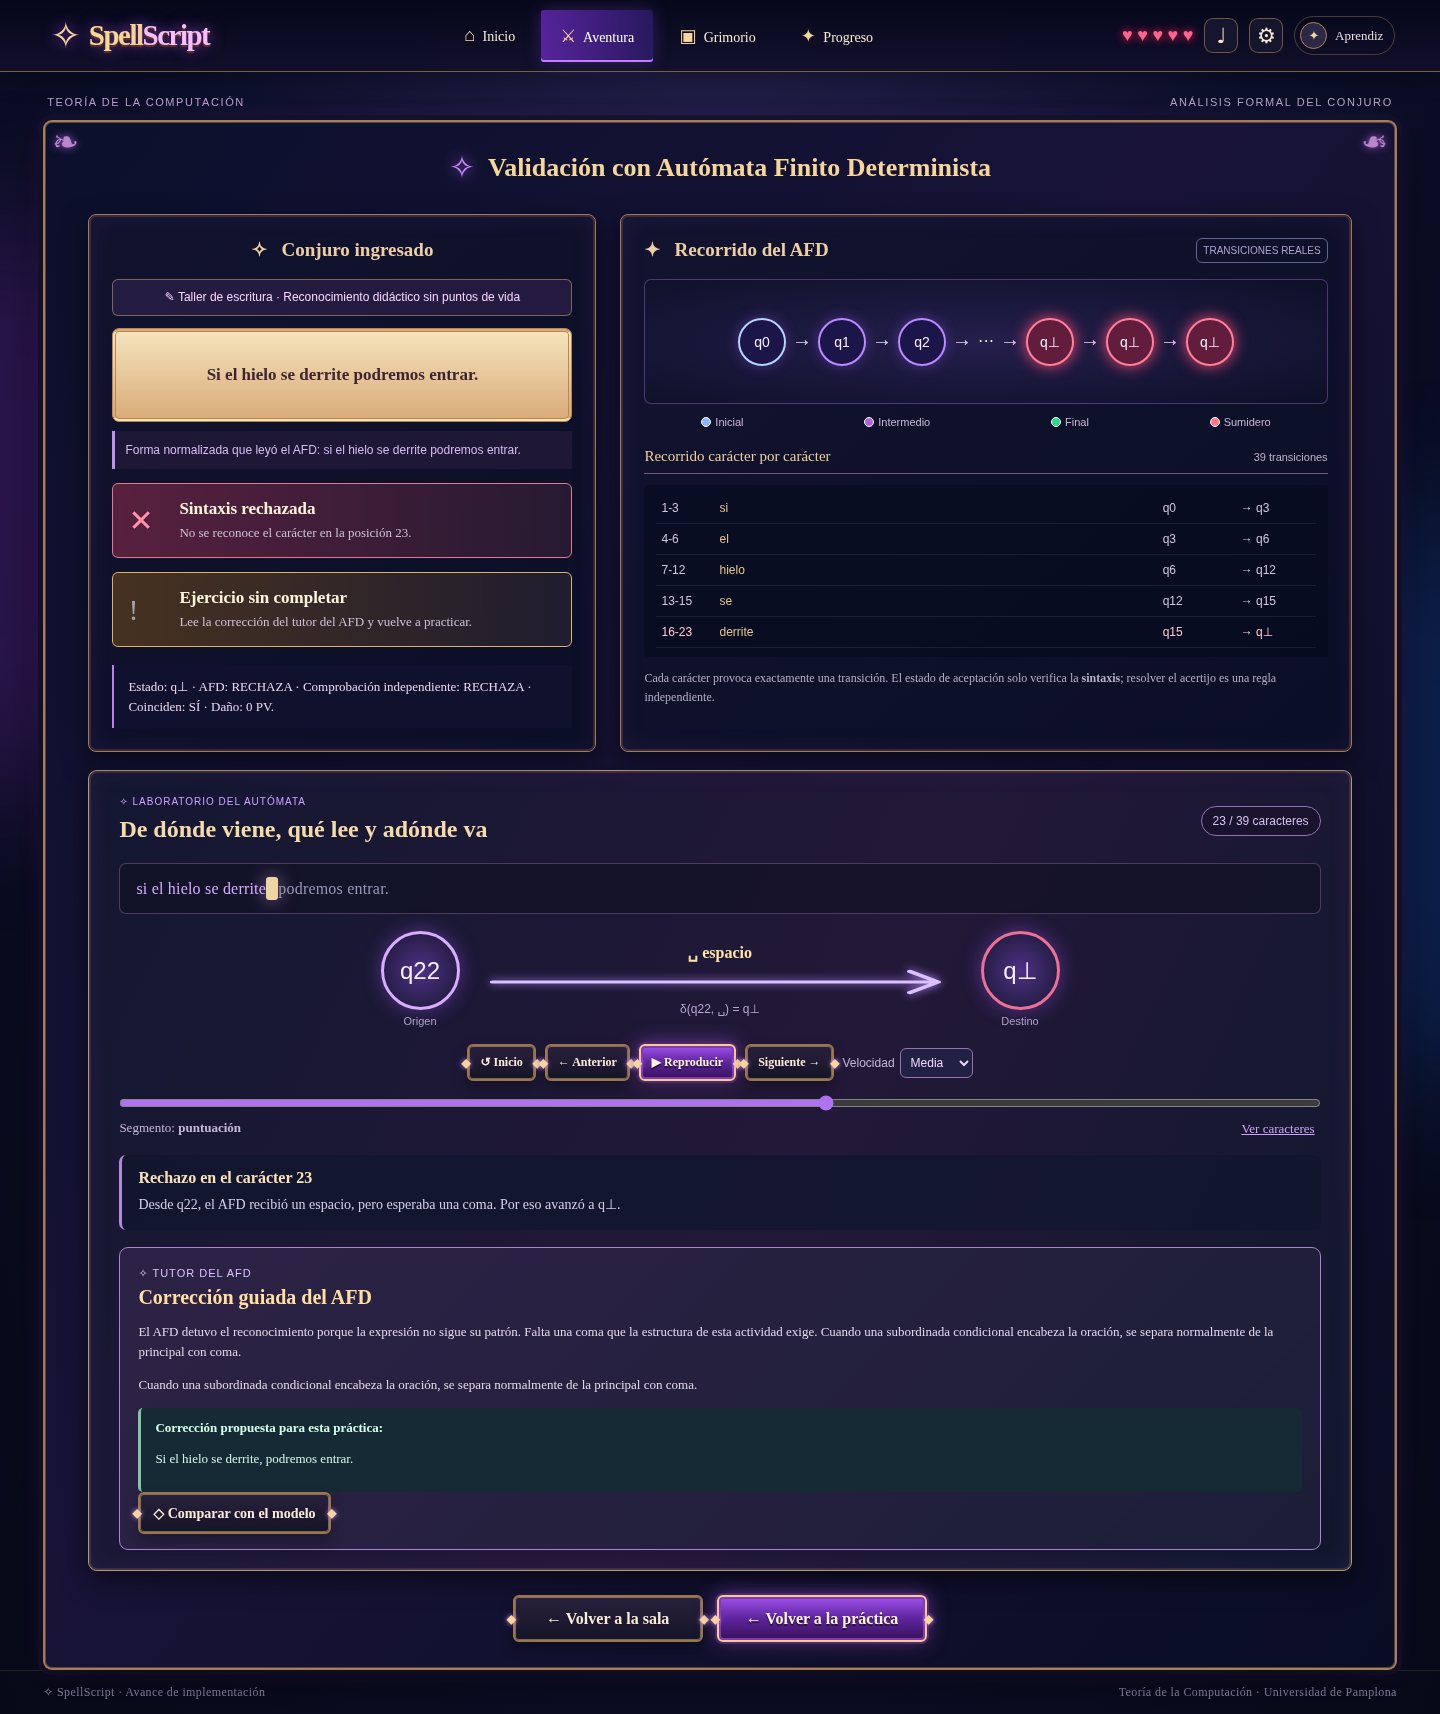 ✧ SpellScript
⌂ Inicio
⚔ Aventura
▣ Grimorio
✦ Progreso
♥ ♥ ♥ ♥ ♥
♩
⚙
✦ Aprendiz
TEORÍA DE LA COMPUTACIÓN
ANÁLISIS FORMAL DEL CONJURO
✧ Validación con Autómata Finito Determinista
✧ Conjuro ingresado
✎ Taller de escritura · Reconocimiento didáctico sin puntos de vida
Si el hielo se derrite podremos entrar.
Forma normalizada que leyó el AFD: si el hielo se derrite podremos entrar.
✕ Sintaxis rechazada
No se reconoce el carácter en la posición 23.
! Ejercicio sin completar
Lee la corrección del tutor del AFD y vuelve a practicar.
Estado: q⊥ · AFD: RECHAZA · Comprobación independiente: RECHAZA ·
Coinciden: SÍ · Daño: 0 PV.
✦ Recorrido del AFD
TRANSICIONES REALES
q0 → q1 → q2 → ··· → q⊥ → q⊥ → q⊥
Inicial
Intermedio
Final
Sumidero
Recorrido carácter por carácter
39 transiciones
1-3 si q0 → q3
4-6 el q3 → q6
7-12 hielo q6 → q12
13-15 se q12 → q15
16-23 derrite q15 → q⊥
Cada carácter provoca exactamente una transición. El estado de aceptación solo verifica la sintaxis; resolver el acertijo es una regla
independiente.
✧ LABORATORIO DEL AUTÓMATA
De dónde viene, qué lee y adónde va
23 / 39 caracteres
si el hielo se derrite podremos entrar.
q22
Origen
␣ espacio
δ(q22, ␣) = q⊥
q⊥
Destino
↺ Inicio
← Anterior
▶ Reproducir
Siguiente →
Velocidad
Media
Segmento: puntuación
Ver caracteres
Rechazo en el carácter 23
Desde q22, el AFD recibió un espacio, pero esperaba una coma. Por eso avanzó a q⊥.
✧ TUTOR DEL AFD
Corrección guiada del AFD
El AFD detuvo el reconocimiento porque la expresión no sigue su patrón. Falta una coma que la estructura de esta actividad exige. Cuando una subordinada condicional encabeza la oración, se separa normalmente de la
principal con coma.
Cuando una subordinada condicional encabeza la oración, se separa normalmente de la principal con coma.
Corrección propuesta para esta práctica:
Si el hielo se derrite, podremos entrar.
◇ Comparar con el modelo
← Volver a la sala
← Volver a la práctica
✧ SpellScript · Avance de implementación
Teoría de la Computación · Universidad de Pamplona